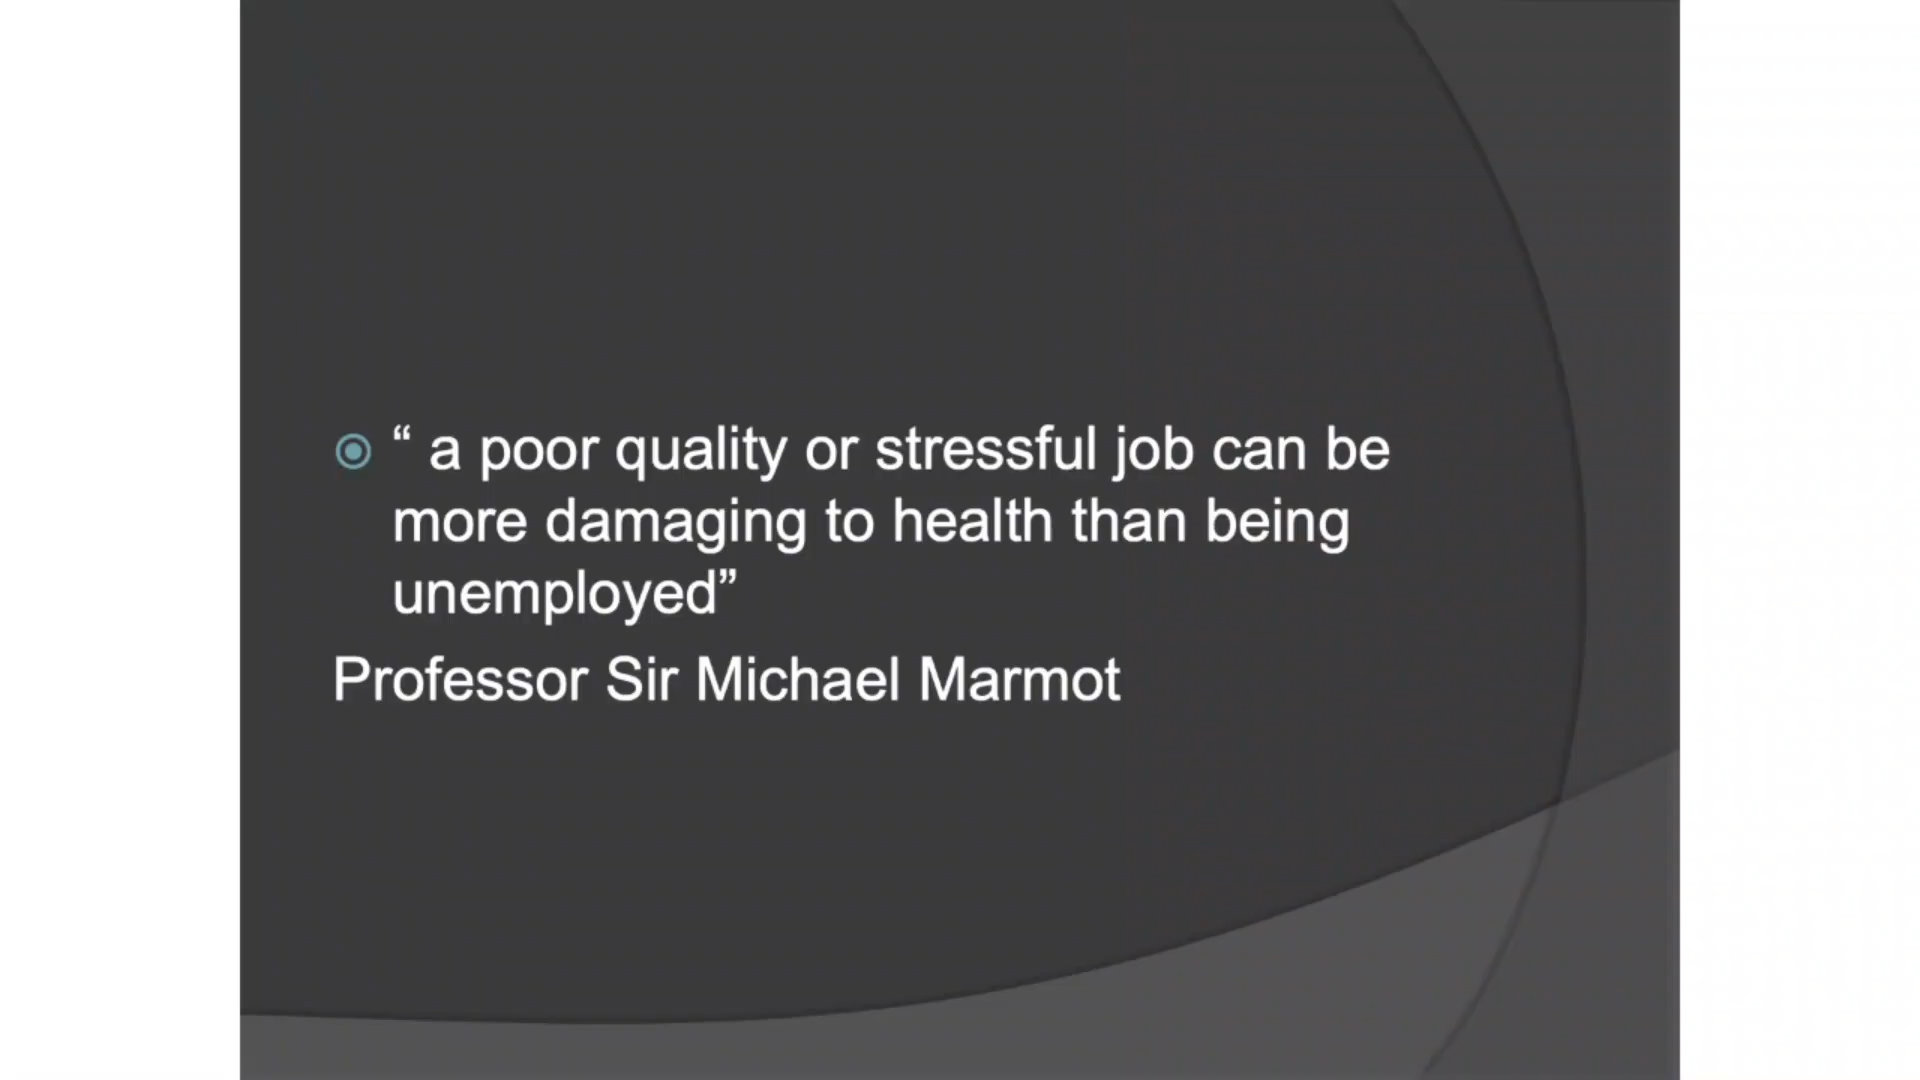 “ a poor quality or stressful job can be
more damaging to health than being
unemployed”
Professor Sir Michael Marmot